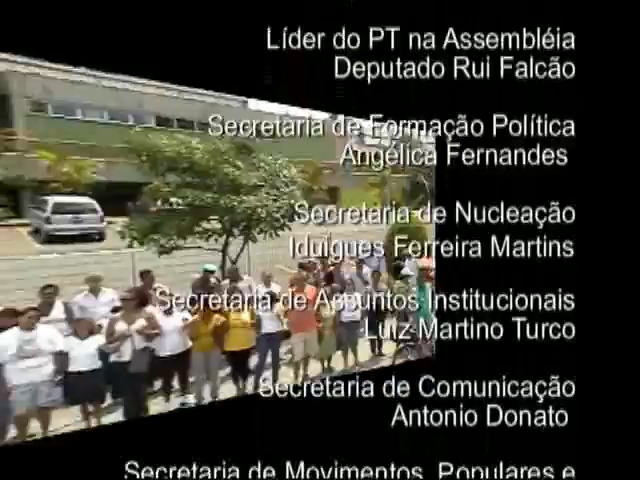 Líder do PT na Assembléia
Deputado Rui Falcão
Secretaria de Formação Política
Angélica Fernandes
Secretaria de Nucleação
Iduigues Ferreira Martins
Secretaria de Assuntos Institucionais
Luiz Martino Turco
Secretaria de Comunicação
Antonio Donato
Secretaria de Movimentos Populares e